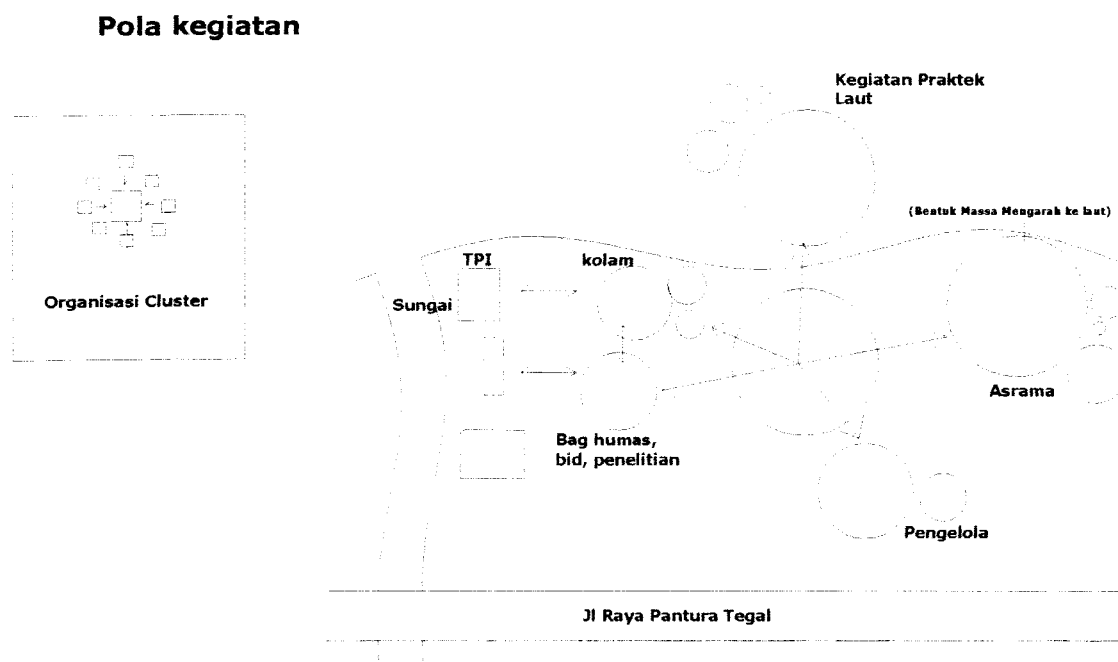 Pola kegiatan
Kegiatan Praktek
Laut
(Bentuk Massa Mengarah ke laut)
TPI
kolam
Organisasi Cluster
Sungai
Asrama
Bag humas,
bid, penelitian
Pengelola
Jl Raya Pantura Tegal